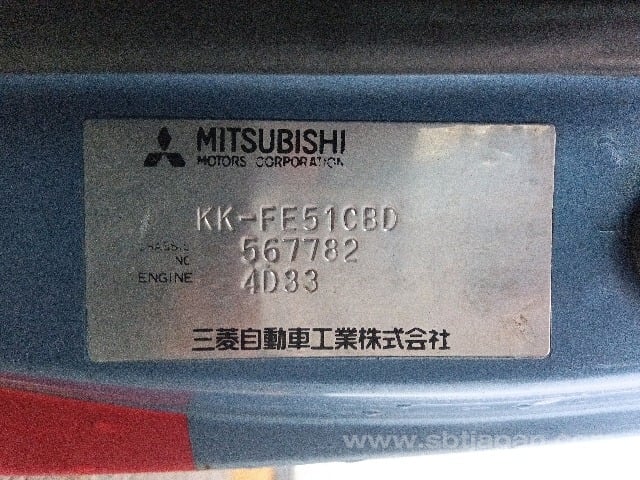 MITSUBISHI
MOTORS CORPORATION
KK-FE51CBD
CHASSIS
NO 567782
ENGINE 4D33
三菱自動車工業株式会社
www.sbtjapan.com